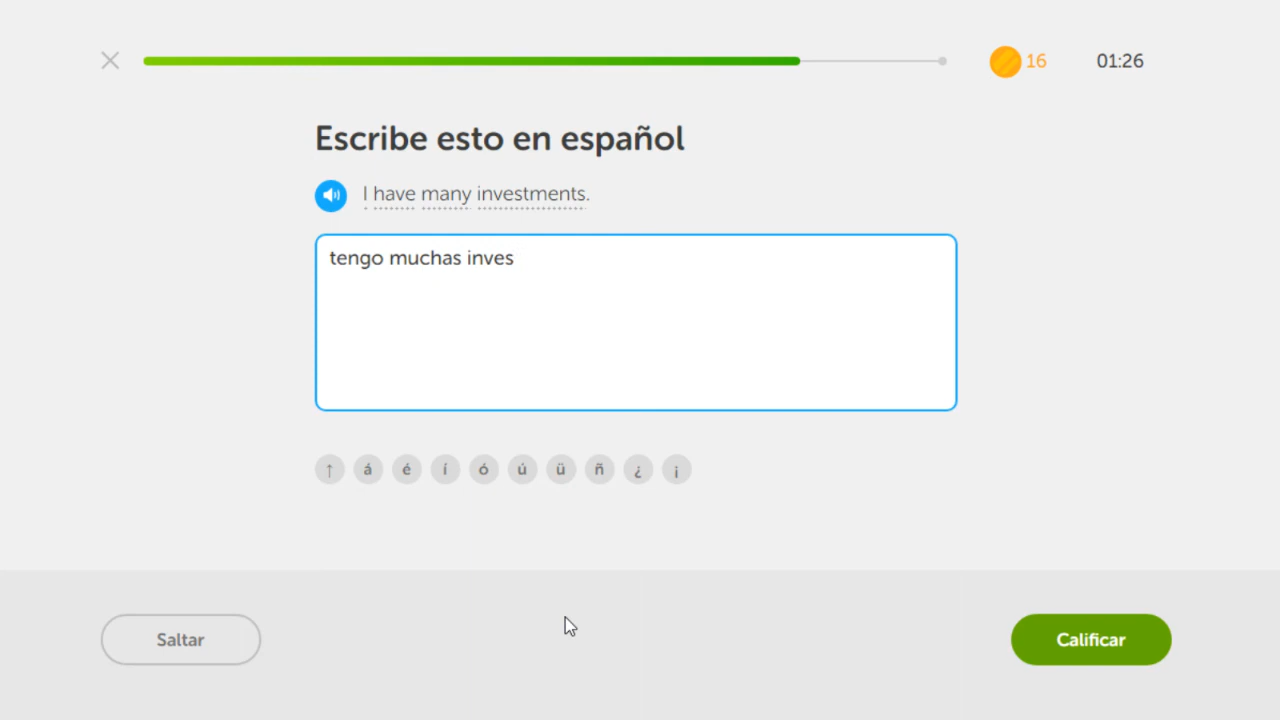 16
01:26
Escribe esto en español
I have many investments.
tengo muchas inves
↑ á é í ó ú ü ñ ¿ ¡
Saltar
Calificar